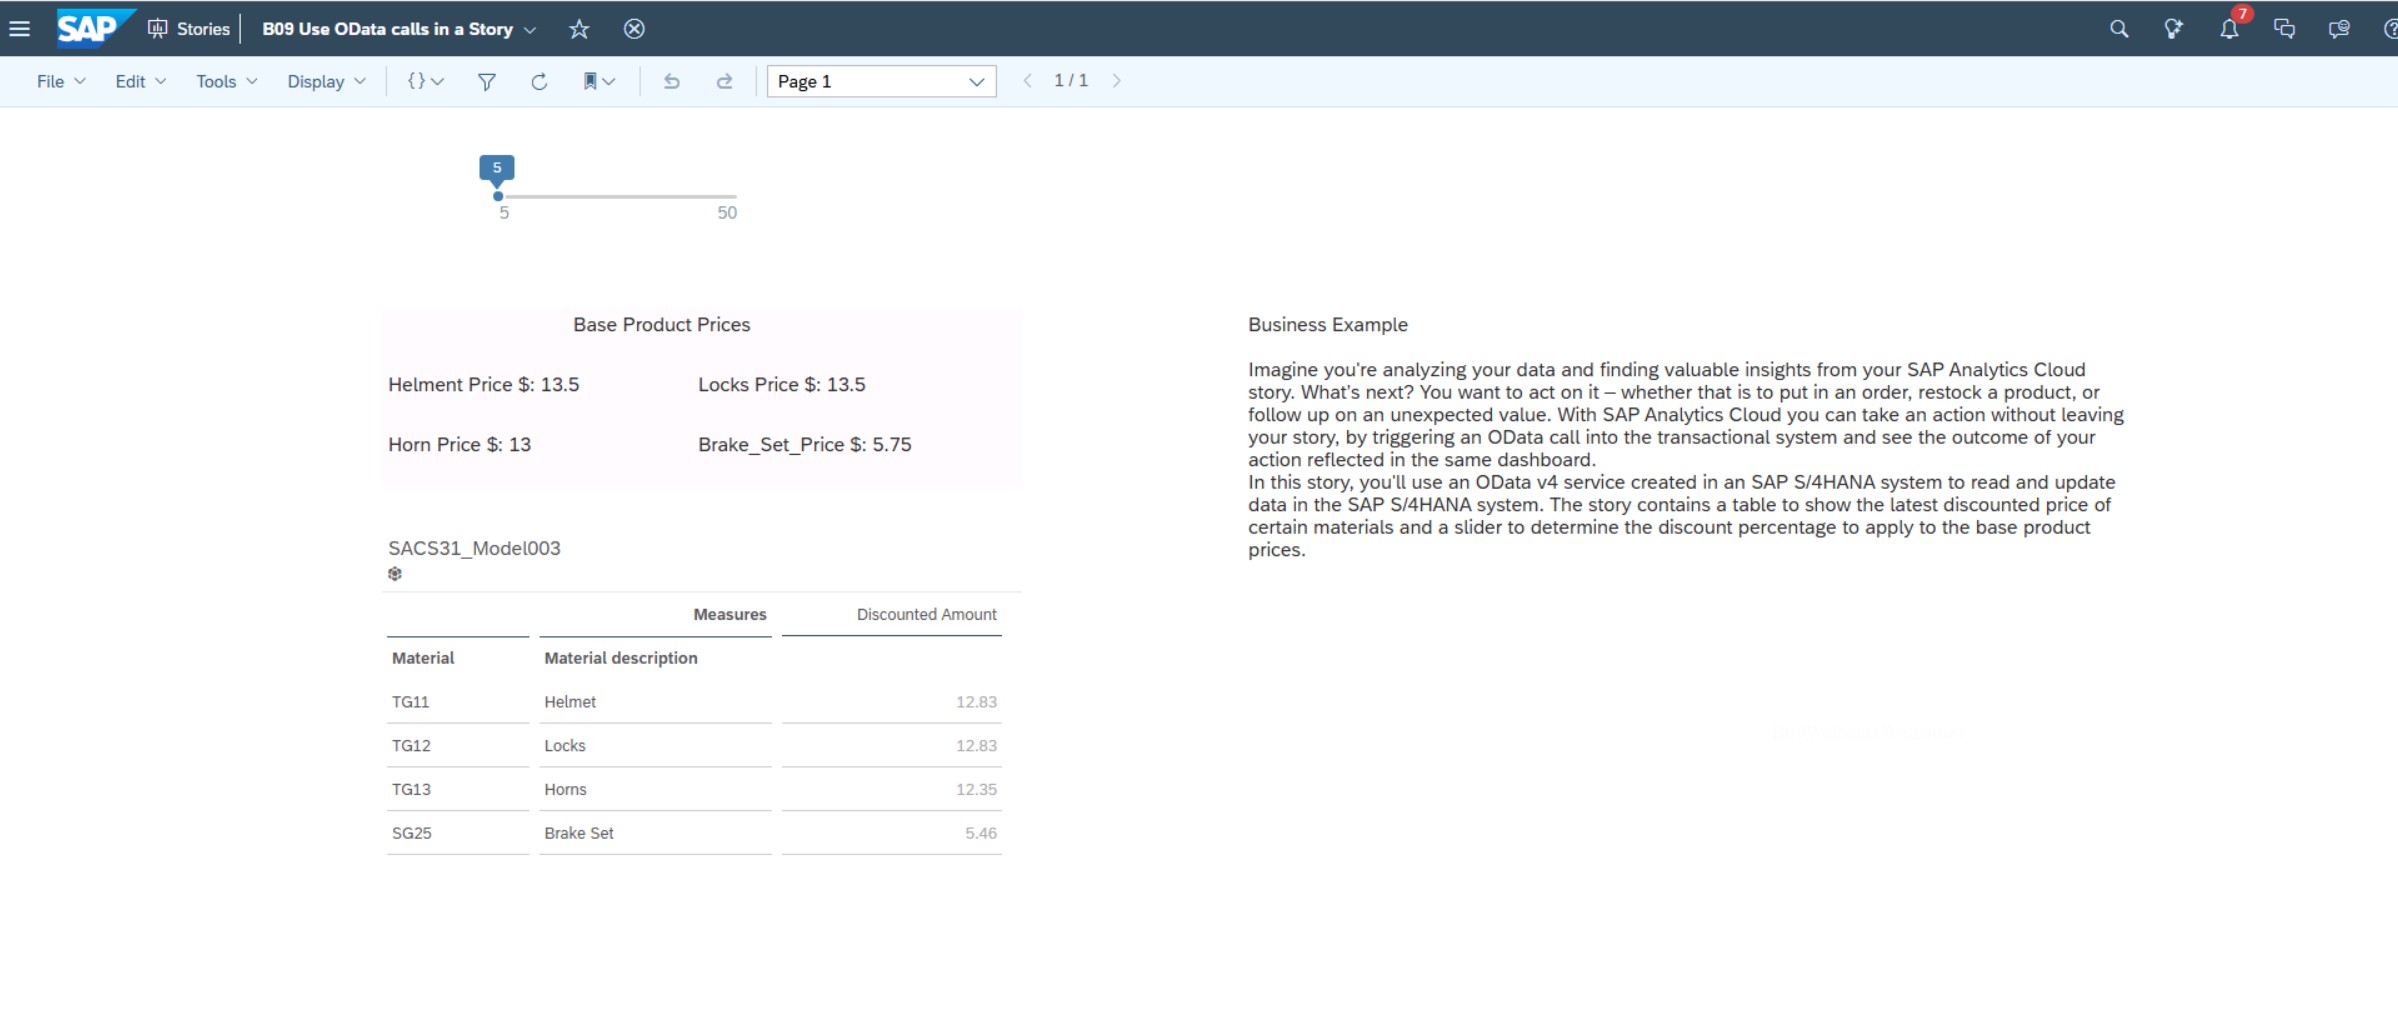 SAP Stories B09 Use OData calls in a Story 7
File Edit Tools Display {} Page 1 1 / 1
5
5 50
Base Product Prices
Helment Price $: 13.5 Locks Price $: 13.5
Horn Price $: 13 Brake_Set_Price $: 5.75
SACS31_Model003
Measures Discounted Amount
Material Material description
TG11 Helmet 12.83
TG12 Locks 12.83
TG13 Horns 12.35
SG25 Brake Set 5.46
Business Example
Imagine you're analyzing your data and finding valuable insights from your SAP Analytics Cloud
story. What's next? You want to act on it – whether that is to put in an order, restock a product, or
follow up on an unexpected value. With SAP Analytics Cloud you can take an action without leaving
your story, by triggering an OData call into the transactional system and see the outcome of your
action reflected in the same dashboard.
In this story, you'll use an OData v4 service created in an SAP S/4HANA system to read and update
data in the SAP S/4HANA system. The story contains a table to show the latest discounted price of
certain materials and a slider to determine the discount percentage to apply to the base product
prices.